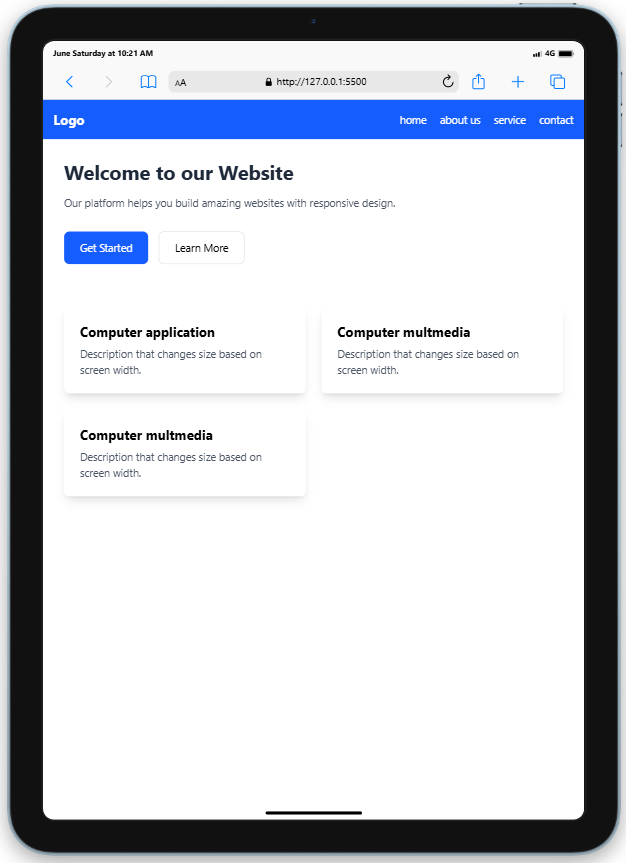 June Saturday at 10:21 AM
4G
AA
http://127.0.0.1:5500
Logo
home about us service contact
Welcome to our Website
Our platform helps you build amazing websites with responsive design.
Get Started Learn More
Computer application
Description that changes size based on
screen width.
Computer multmedia
Description that changes size based on
screen width.
Computer multmedia
Description that changes size based on
screen width.